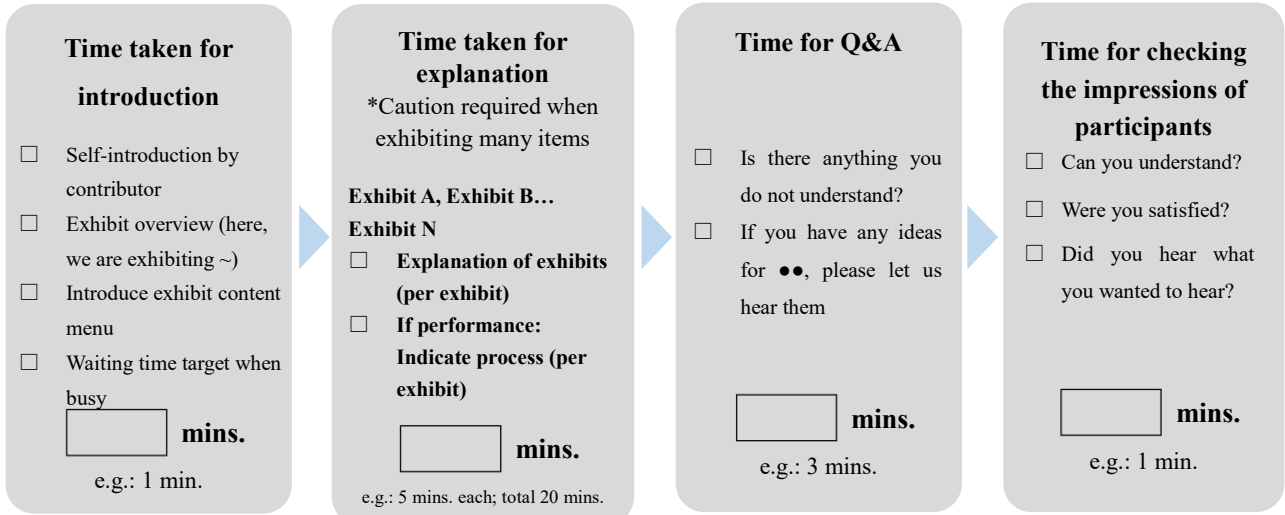 Time taken for
introduction
☐ Self-introduction by
contributor
☐ Exhibit overview (here,
we are exhibiting ~)
☐ Introduce exhibit content
menu
☐ Waiting time target when
busy
mins.
e.g.: 1 min.
Time taken for
explanation
*Caution required when
exhibiting many items
Exhibit A, Exhibit B…
Exhibit N
☐ Explanation of exhibits
(per exhibit)
☐ If performance:
Indicate process (per
exhibit)
mins.
e.g.: 5 mins. each; total 20 mins.
Time for Q&A
☐ Is there anything you
do not understand?
☐ If you have any ideas
for ●●, please let us
hear them
mins.
e.g.: 3 mins.
Time for checking
the impressions of
participants
☐ Can you understand?
☐ Were you satisfied?
☐ Did you hear what
you wanted to hear?
mins.
e.g.: 1 min.